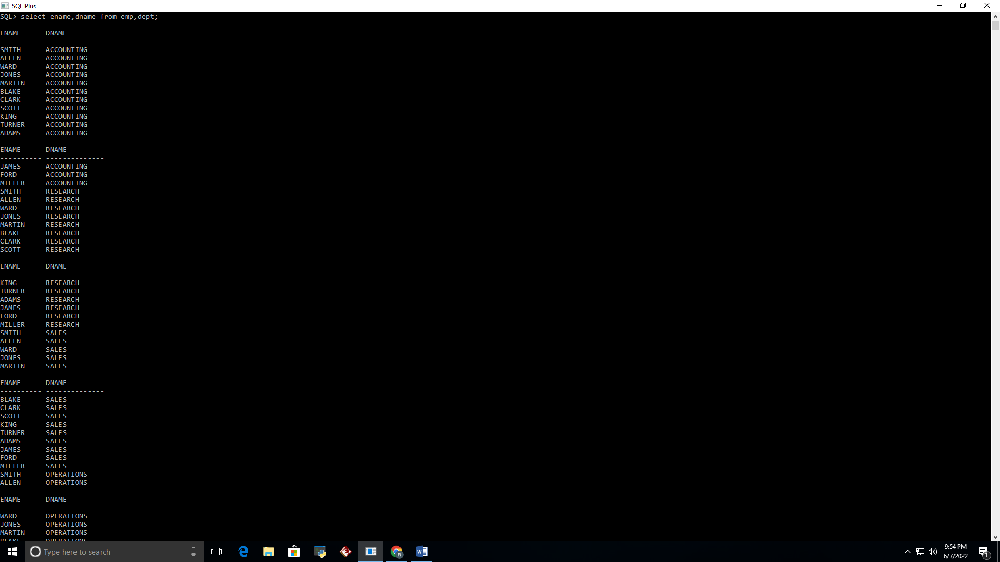 SQL Plus
SQL> select ename,dname from emp,dept;
ENAME      DNAME
---------- --------------
SMITH      ACCOUNTING
ALLEN      ACCOUNTING
WARD       ACCOUNTING
JONES      ACCOUNTING
MARTIN     ACCOUNTING
BLAKE      ACCOUNTING
CLARK      ACCOUNTING
SCOTT      ACCOUNTING
KING       ACCOUNTING
TURNER     ACCOUNTING
ADAMS      ACCOUNTING
ENAME      DNAME
---------- --------------
JAMES      ACCOUNTING
FORD       ACCOUNTING
MILLER     ACCOUNTING
SMITH      RESEARCH
ALLEN      RESEARCH
WARD       RESEARCH
JONES      RESEARCH
MARTIN     RESEARCH
BLAKE      RESEARCH
CLARK      RESEARCH
SCOTT      RESEARCH
ENAME      DNAME
---------- --------------
KING       RESEARCH
TURNER     RESEARCH
ADAMS      RESEARCH
JAMES      RESEARCH
FORD       RESEARCH
MILLER     RESEARCH
SMITH      SALES
ALLEN      SALES
WARD       SALES
JONES      SALES
MARTIN     SALES
ENAME      DNAME
---------- --------------
BLAKE      SALES
CLARK      SALES
SCOTT      SALES
KING       SALES
TURNER     SALES
ADAMS      SALES
JAMES      SALES
FORD       SALES
MILLER     SALES
SMITH      OPERATIONS
ALLEN      OPERATIONS
ENAME      DNAME
---------- --------------
WARD       OPERATIONS
JONES      OPERATIONS
MARTIN     OPERATIONS
BLAKE      OPERATIONS
Type here to search
9:54 PM
6/7/2022
1